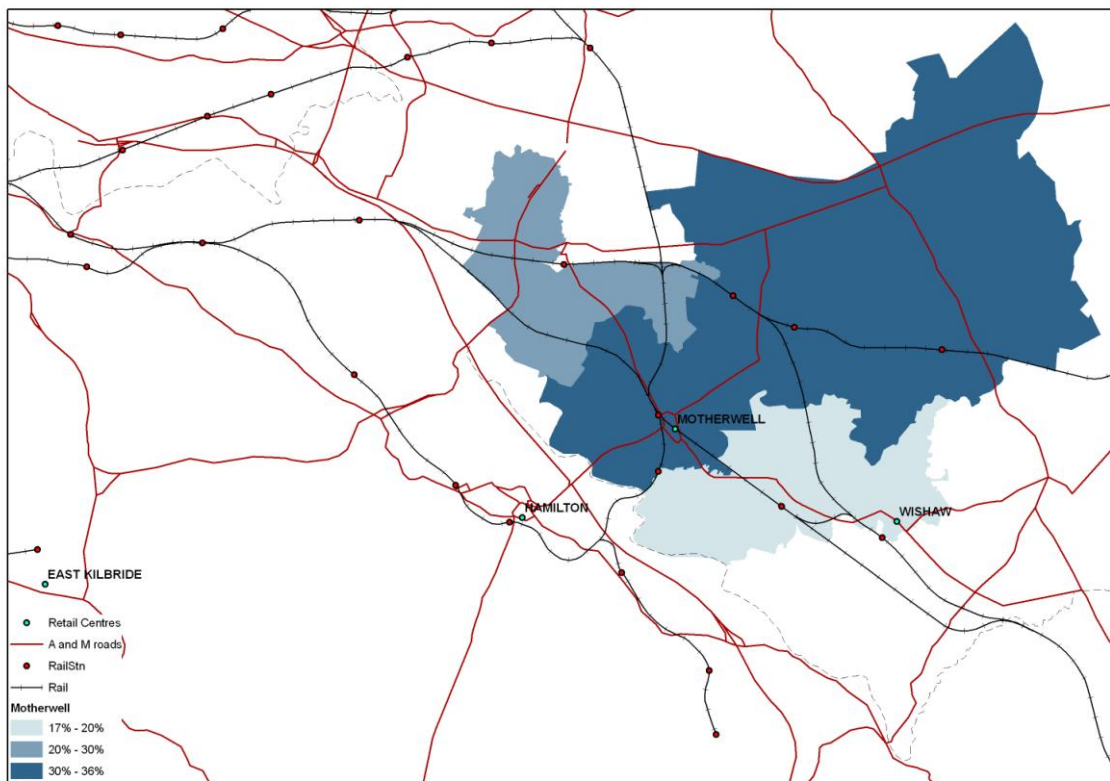 MOTHERWELL
HAMILTON
WISHAW
EAST KILBRIDE
Retail Centres
A and M roads
RailStn
Rail
Motherwell
17% - 20%
20% - 30%
30% - 36%